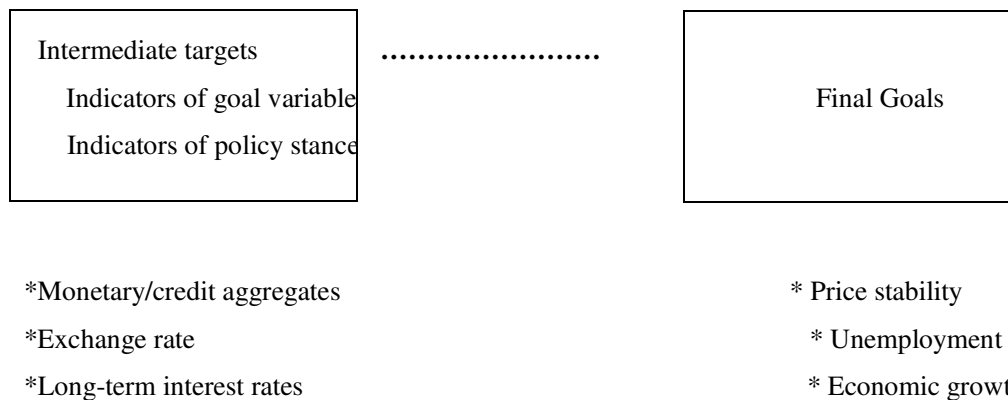 Intermediate targets ........................
Indicators of goal variable Final Goals
Indicators of policy stance
*Monetary/credit aggregates * Price stability
*Exchange rate * Unemployment
*Long-term interest rates * Economic growt